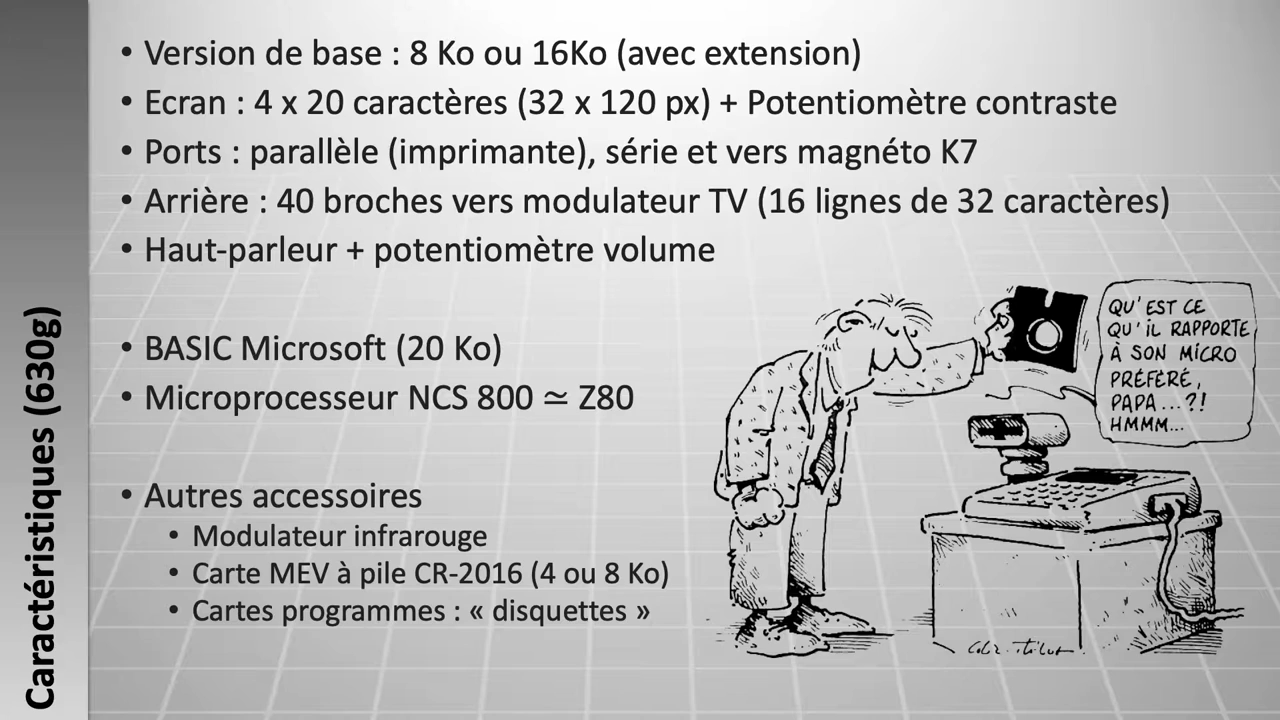 Caractéristiques (630g)
• Version de base : 8 Ko ou 16Ko (avec extension)
• Ecran : 4 x 20 caractères (32 x 120 px) + Potentiomètre contraste
• Ports : parallèle (imprimante), série et vers magnéto K7
• Arrière : 40 broches vers modulateur TV (16 lignes de 32 caractères)
• Haut-parleur + potentiomètre volume
• BASIC Microsoft (20 Ko)
• Microprocesseur NCS 800 ≃ Z80
• Autres accessoires
• Modulateur infrarouge
• Carte MEV à pile CR-2016 (4 ou 8 Ko)
• Cartes programmes : « disquettes »
QU'EST CE
QU'iL RAPPORTE
À SON MiCRO
PRÉFÉRÉ,
PAPA...?!
HMMM...